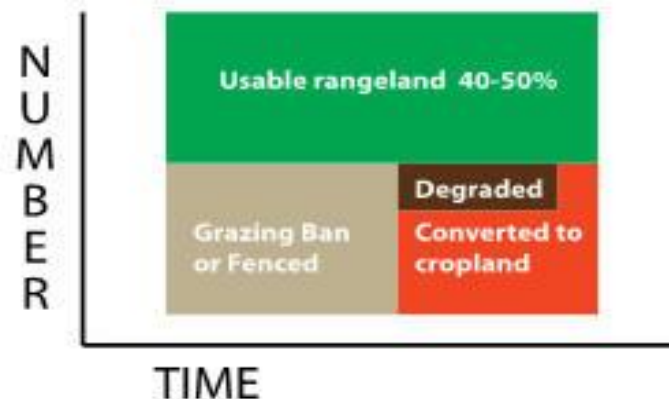 NUMBER
Usable rangeland 40-50%
Degraded
Grazing Ban
or Fenced
Converted to
cropland
TIME